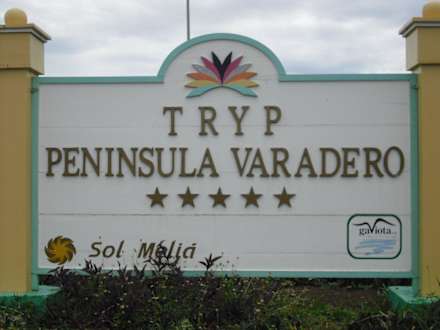 TRYP
PENINSULA VARADERO
Sol Meliá
gaviota